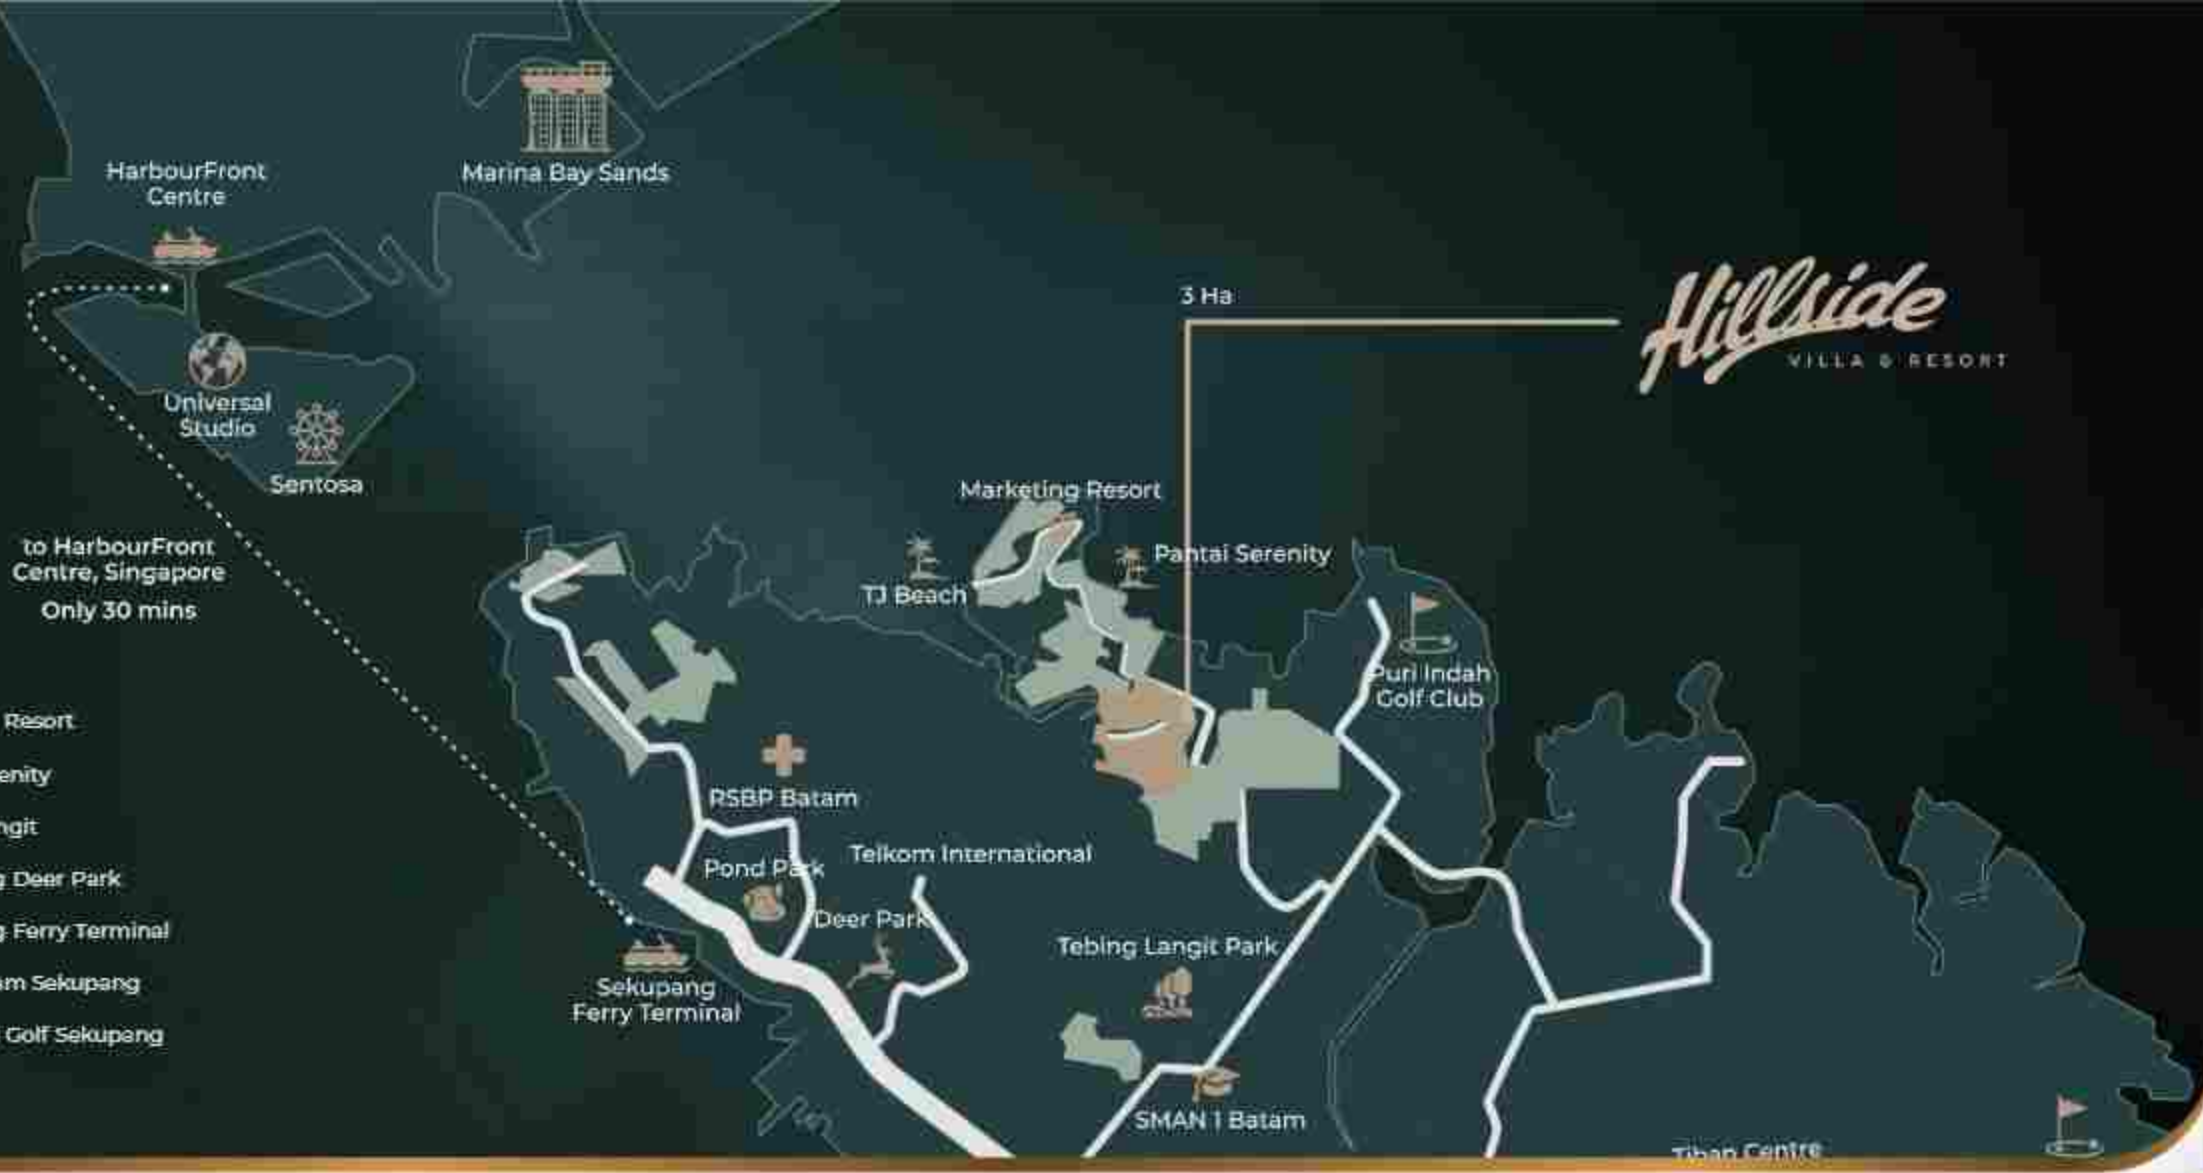 Marina Bay Sands
HarbourFront
Centre
3 Ha
Hillside
VILLA & RESORT
Universal
Studio
Sentosa
Marketing Resort
to HarbourFront
Centre, Singapore
Only 30 mins
Pantai Serenity
TJ Beach
Puri Indah
Golf Club
Resort
enity
ngit
RSBP Batam
Telkom International
Pond Park
g Deer Park
Deer Park
g Ferry Terminal
Tebing Langit Park
am Sekupang
Sekupang
Ferry Terminal
Golf Sekupang
SMAN 1 Batam
Tiban Centre